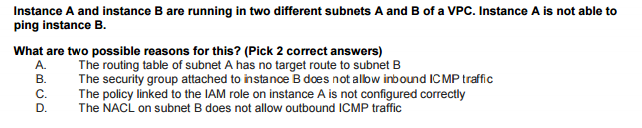 Instance A and instance B are running in two different subnets A and B of a VPC. Instance A is not able to
ping instance B.
What are two possible reasons for this? (Pick 2 correct answers)
A. The routing table of subnet A has no target route to subnet B
B. The security group attached to instance B does not allow inbound ICMP traffic
C. The policy linked to the IAM role on instance A is not configured correctly
D. The NACL on subnet B does not allow outbound ICMP traffic